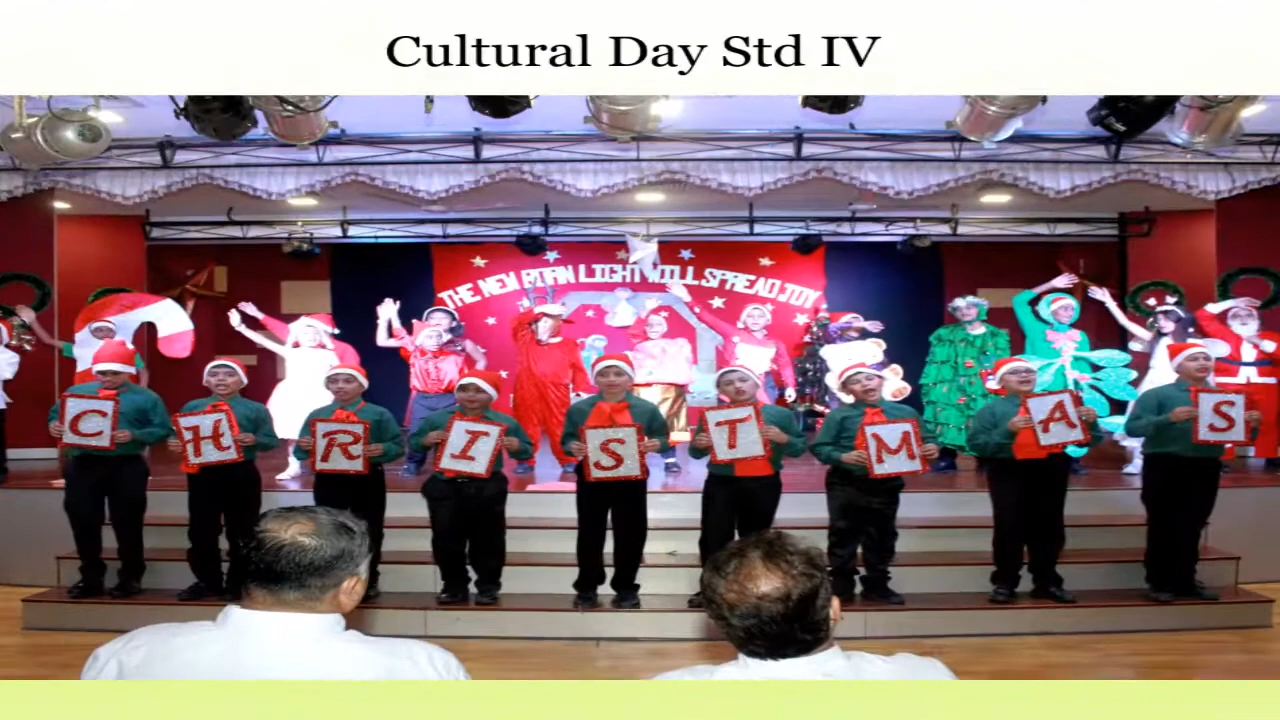 Cultural Day Std IV
THE NEW BORN LIGHT WILL SPREAD JOY
C H R I S T M A S